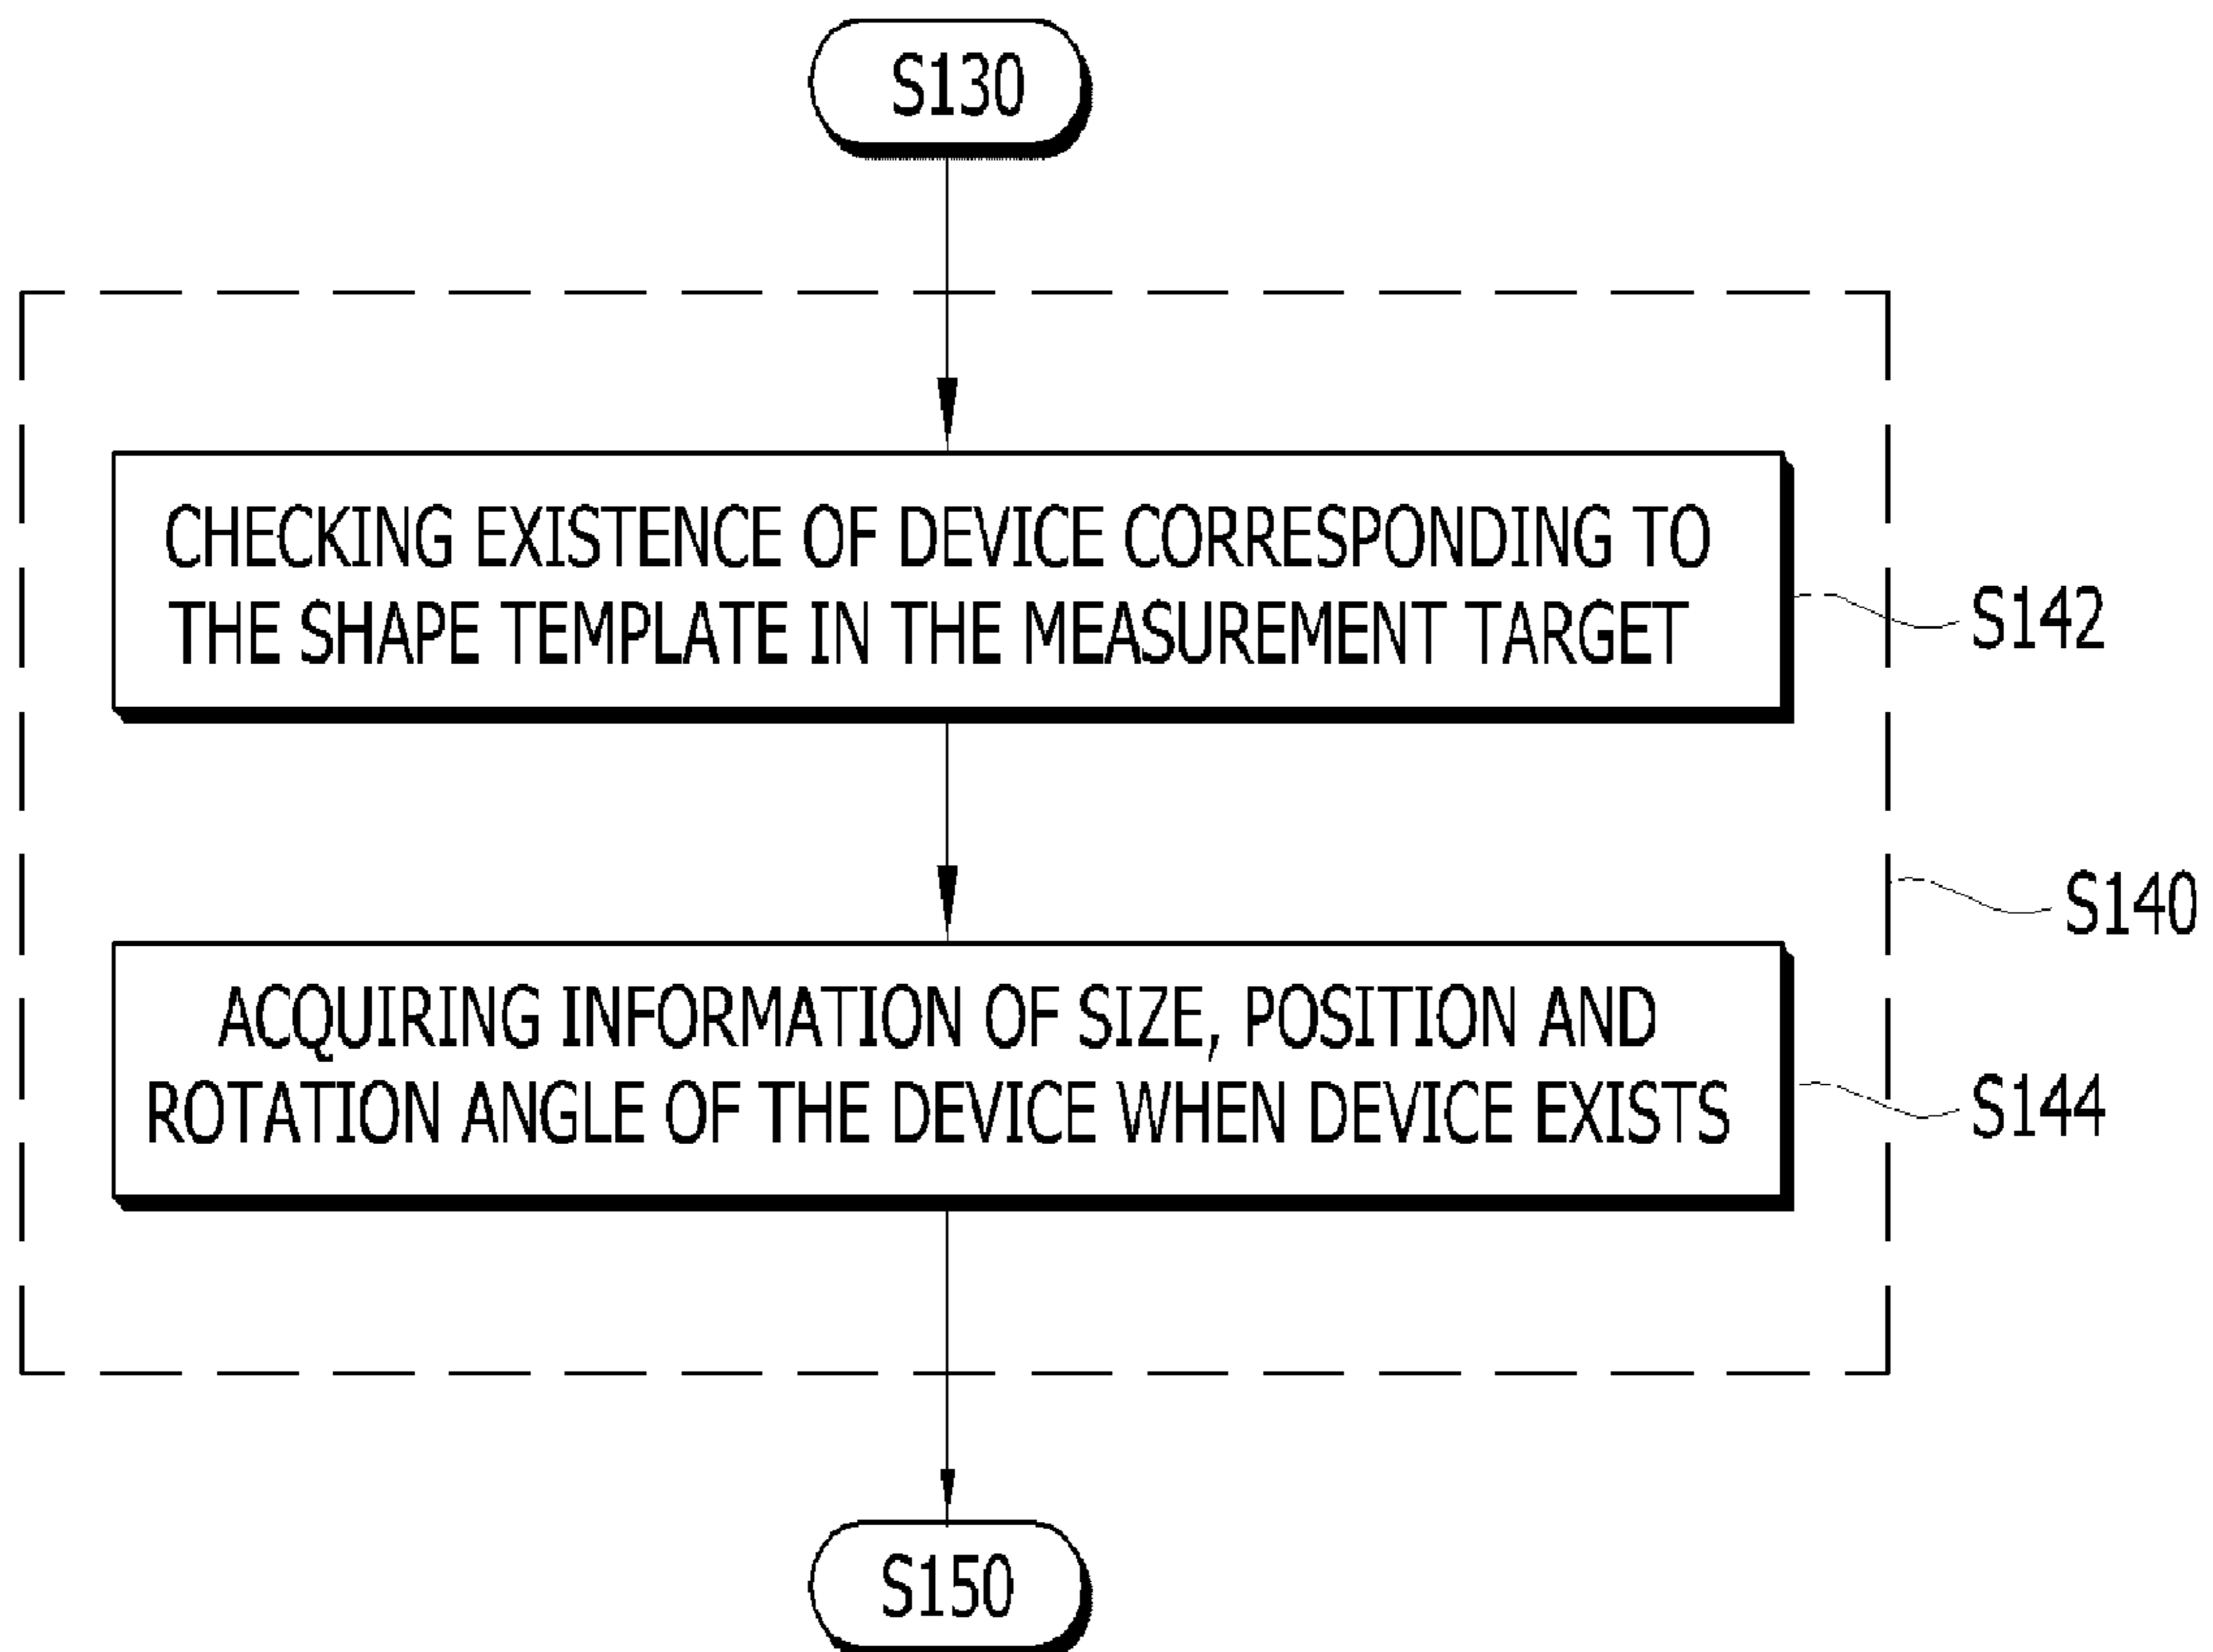 S130
CHECKING EXISTENCE OF DEVICE CORRESPONDING TO
THE SHAPE TEMPLATE IN THE MEASUREMENT TARGET
S142
S140
ACQUIRING INFORMATION OF SIZE, POSITION AND
ROTATION ANGLE OF THE DEVICE WHEN DEVICE EXISTS
S144
S150